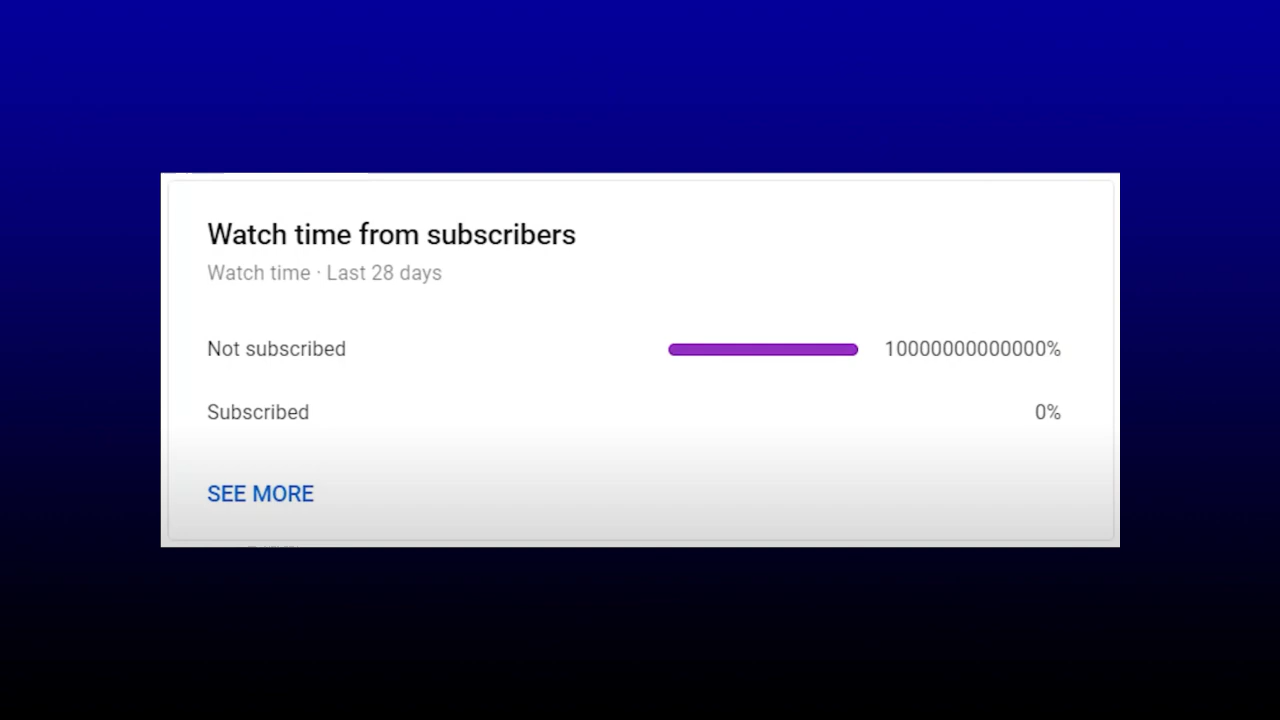 Watch time from subscribers
Watch time · Last 28 days
Not subscribed 10000000000000%
Subscribed 0%
SEE MORE